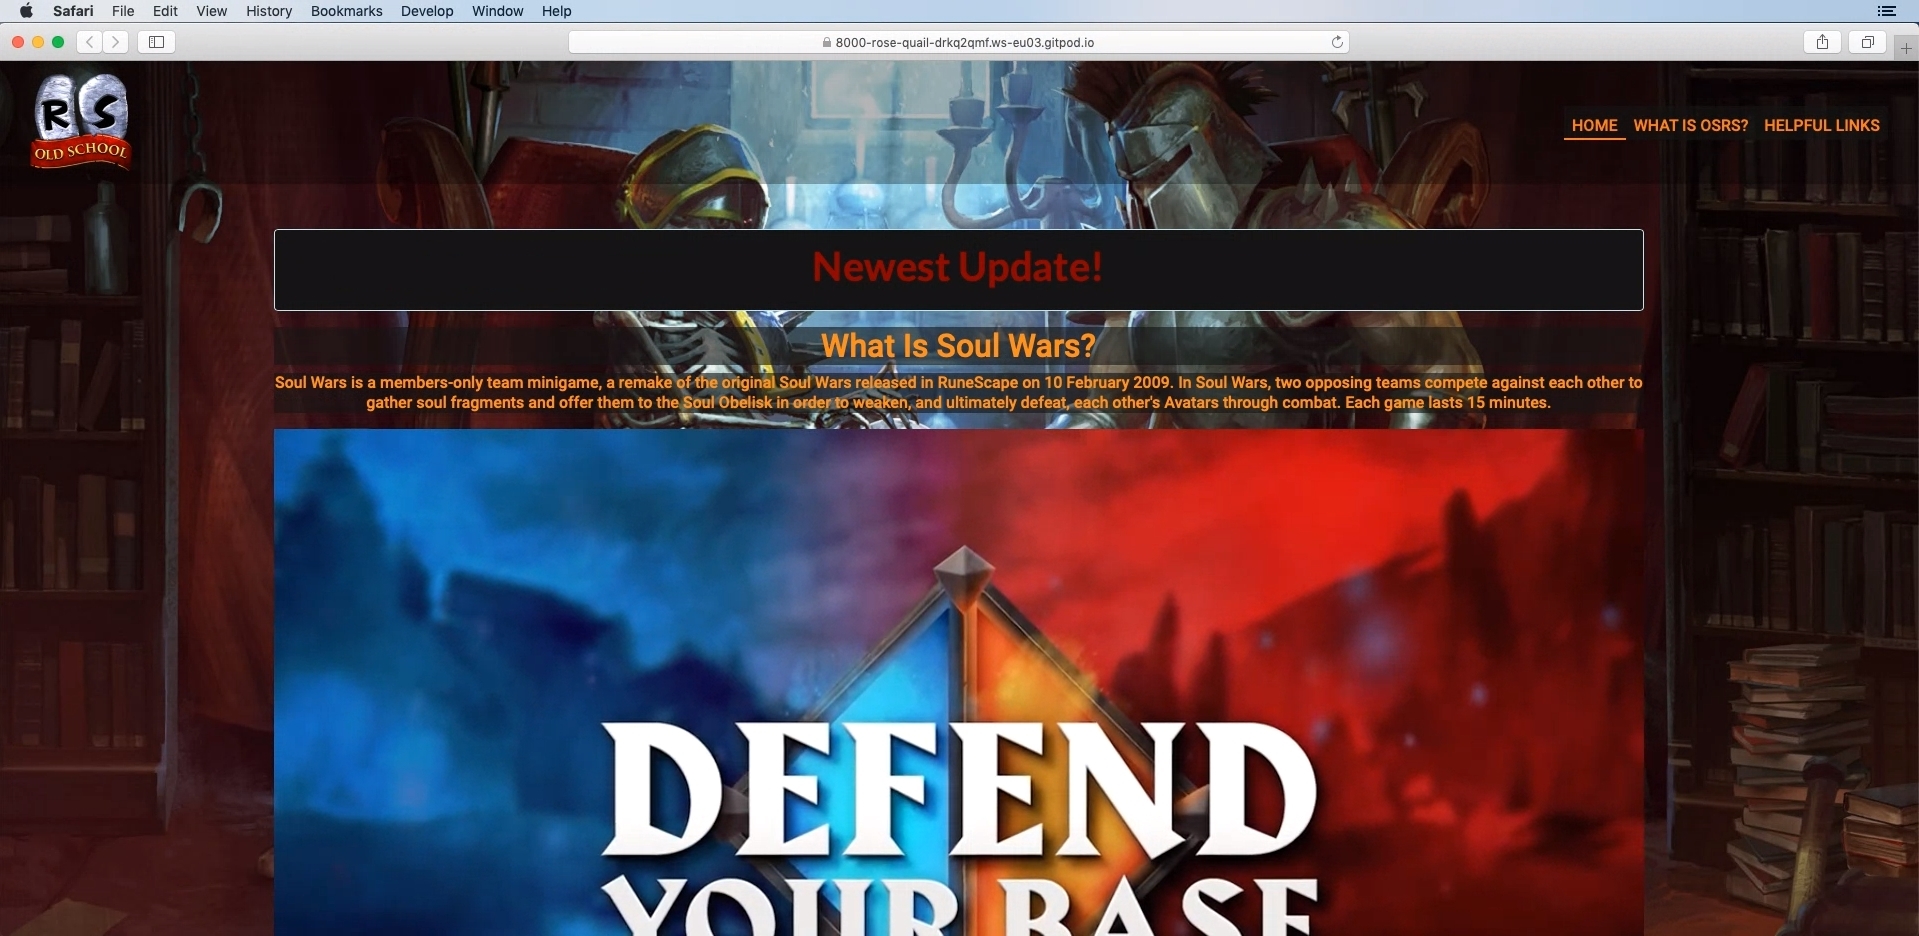 Safari File Edit View History Bookmarks Develop Window Help
8000-rose-quail-drkq2qmf.ws-eu03.gitpod.io
RS
OLD SCHOOL
HOME WHAT IS OSRS? HELPFUL LINKS
Newest Update!
What Is Soul Wars?
Soul Wars is a members-only team minigame, a remake of the original Soul Wars released in RuneScape on 10 February 2009. In Soul Wars, two opposing teams compete against each other to
gather soul fragments and offer them to the Soul Obelisk in order to weaken, and ultimately defeat, each other's Avatars through combat. Each game lasts 15 minutes.
DEFEND
YOUR BASE